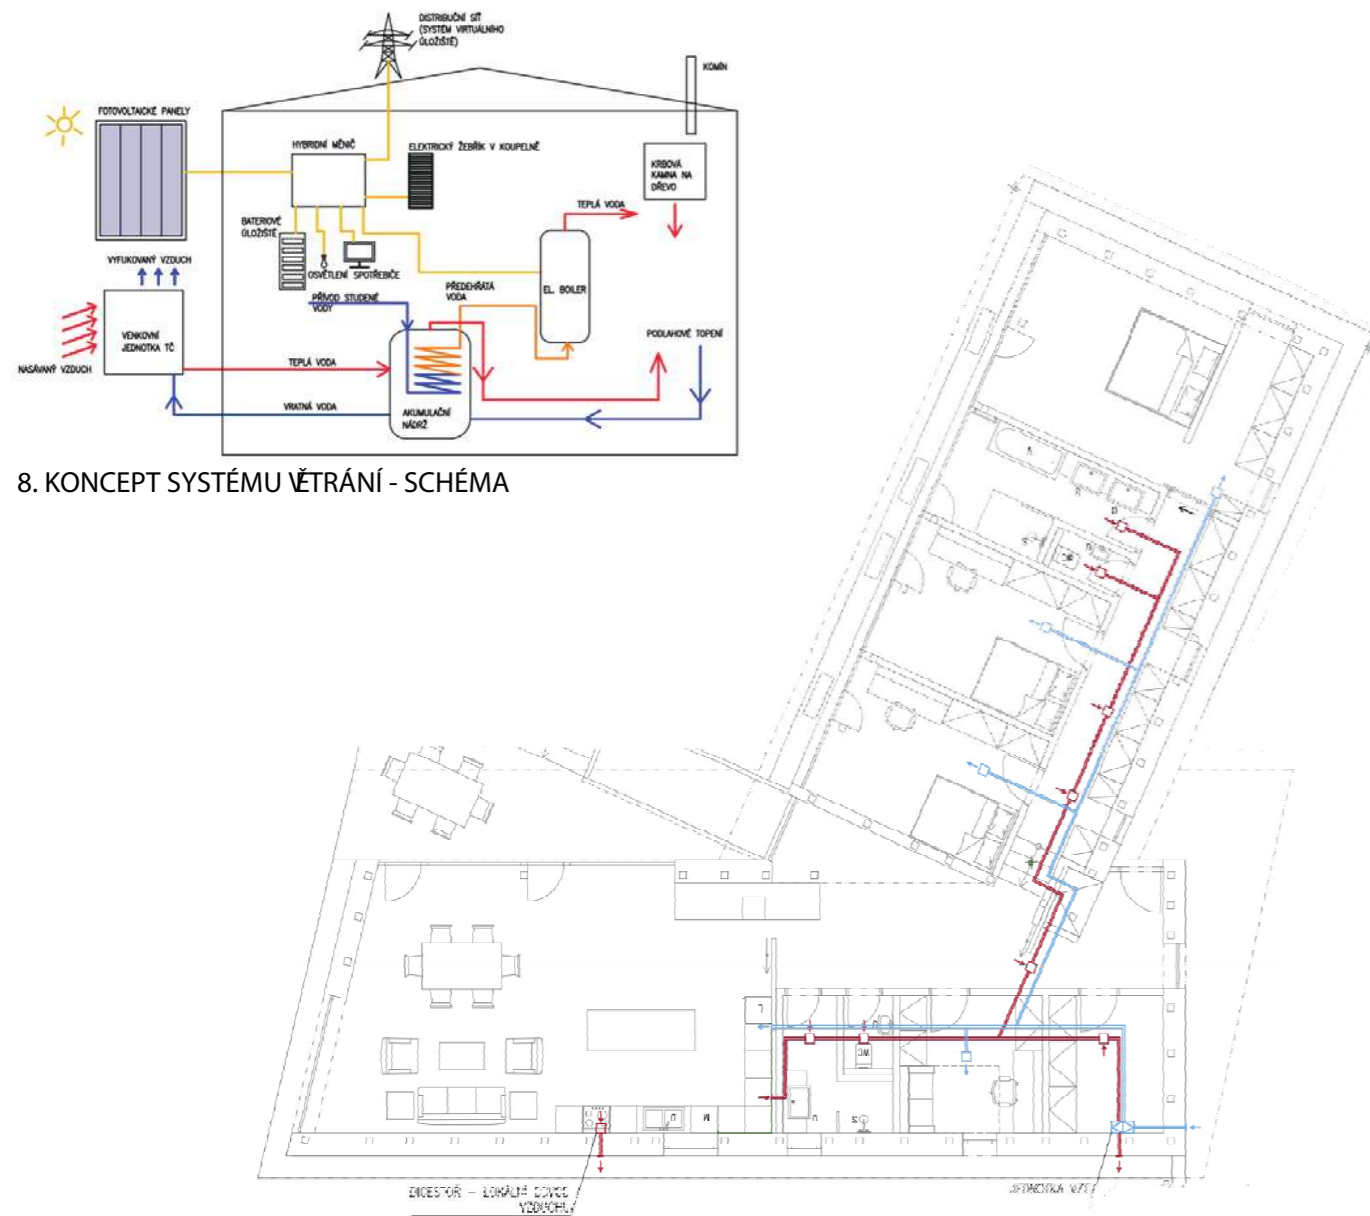 DISTRIBUČNÍ SÍŤ
(SYSTÉM VIRTUÁLNÍHO
ÚLOŽIŠTĚ)
KOMÍN
FOTOVOLTAICKÉ PANELY
HYBRIDNÍ MĚNIČ
ELEKTRICKÝ ŽEBŘÍK V KOUPELNĚ
KRBOVÁ
KAMNA NA
DŘEVO
TEPLÁ VODA
BATERIOVÉ
ÚLOŽIŠTĚ
VYFUKOVANÝ VZDUCH
OSVĚTLENÍ SPOTŘEBIČE
PŘEDEHŘÁTÁ
VODA
EL. BOILER
PŘÍVOD STUDENÉ
VODY
VENKOVNÍ
JEDNOTKA TČ
PODLAHOVÉ TOPENÍ
NASÁVANÝ VZDUCH
TEPLÁ VODA
VRATNÁ VODA
AKUMULAČNÍ
NÁDRŽ
8. KONCEPT SYSTÉMU VĚTRÁNÍ - SCHÉMA
V
U
S
WC
L
WC
U
M
D
U
S
DIGESTOŘ – LOKÁLNÍ
VZDUCHU
JEDNOTKA VZT